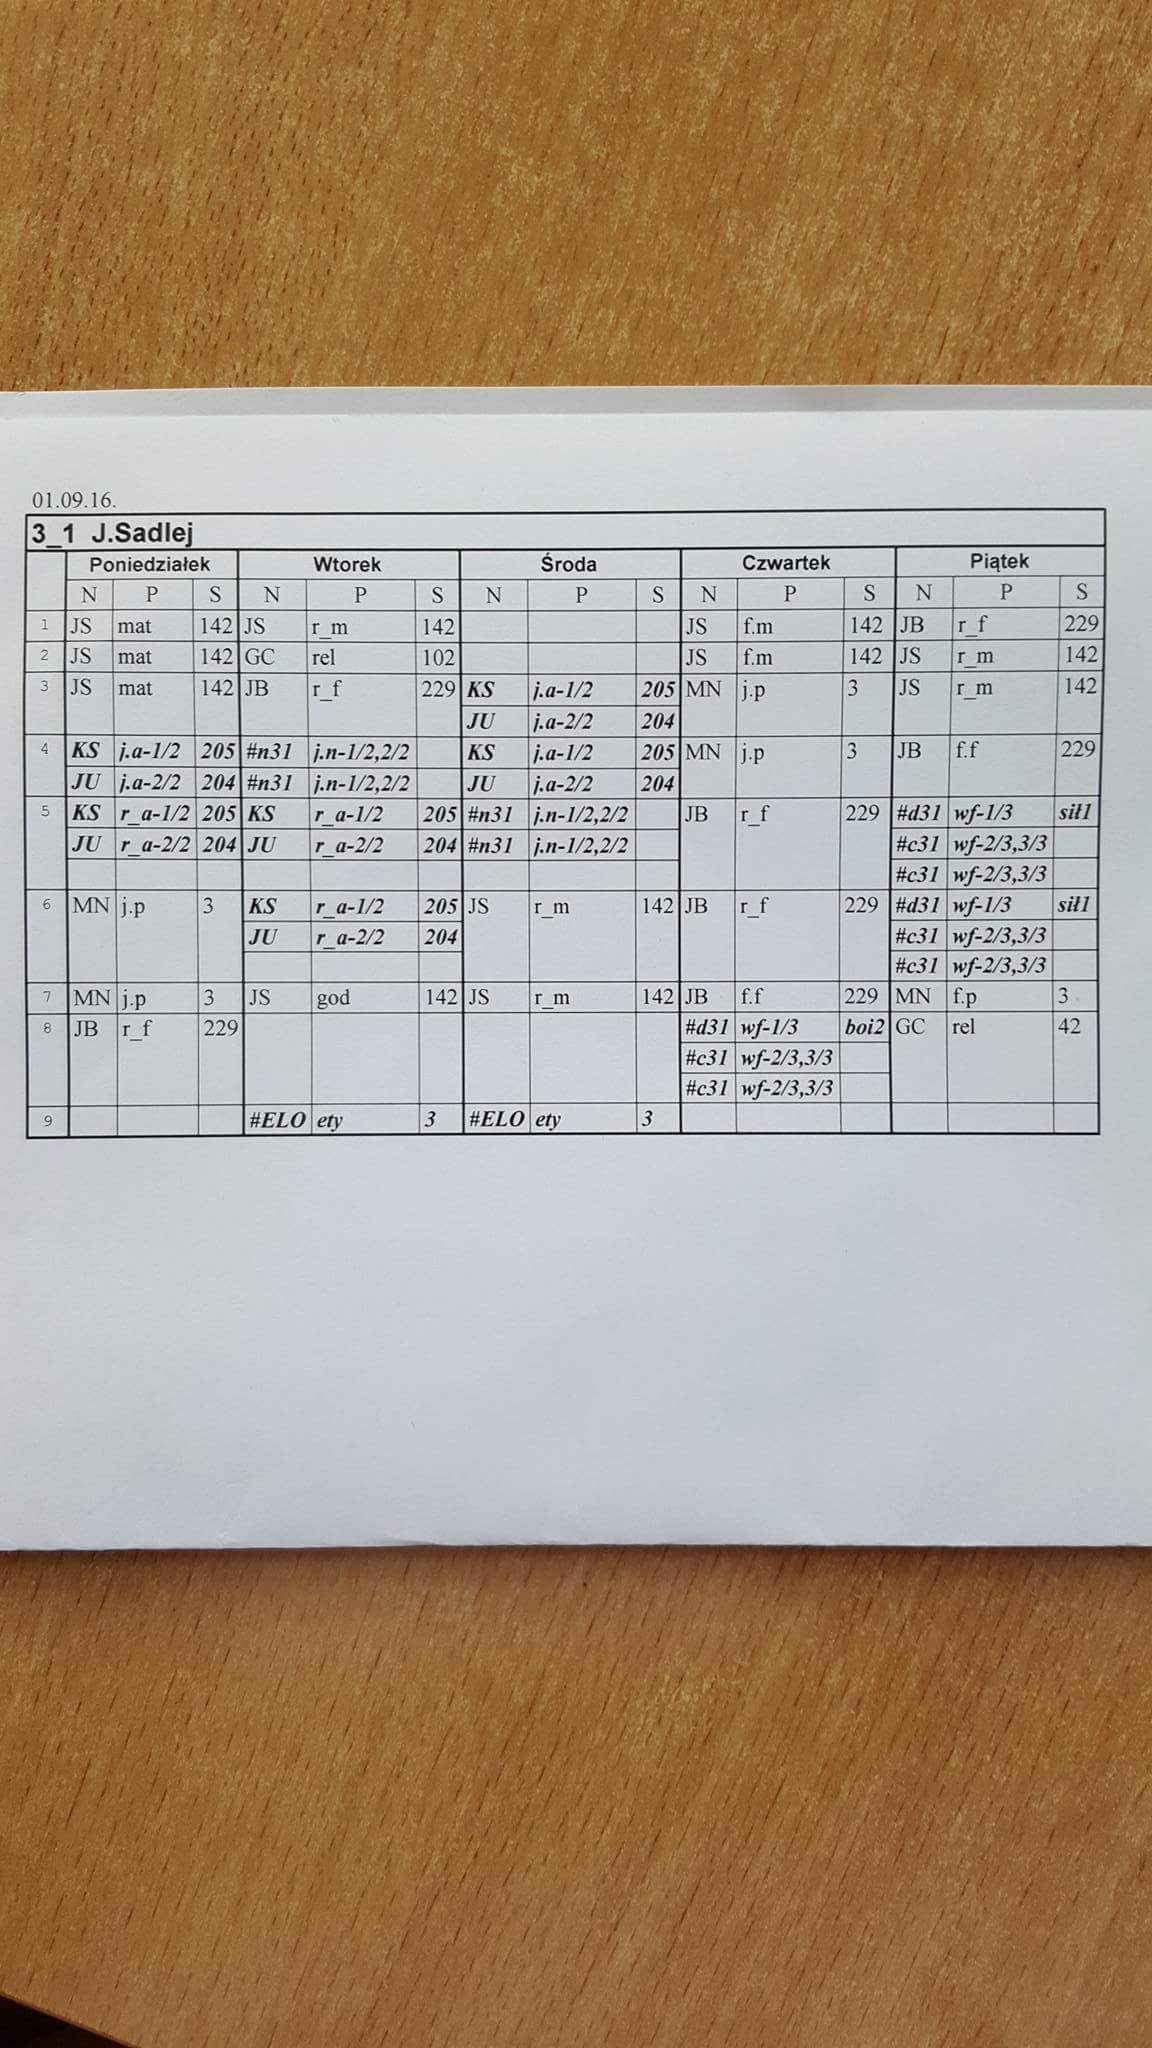 01.09.16.
3_1 J.Sadlej
Poniedziałek Wtorek Środa Czwartek Piątek
N P S N P S N P S N P S N P S
1 JS mat 142 JS r_m 142 JS f.m 142 JB r_f 229
2 JS mat 142 GC rel 102 JS f.m 142 JS r_m 142
3 JS mat 142 JB r_f 229 KS j.a-1/2 205 MN j.p 3 JS r_m 142
JU j.a-2/2 204
4 KS j.a-1/2 205 #n31 j.n-1/2,2/2 KS j.a-1/2 205 MN j.p 3 JB f.f 229
JU j.a-2/2 204 #n31 j.n-1/2,2/2 JU j.a-2/2 204
5 KS r_a-1/2 205 KS r_a-1/2 205 #n31 j.n-1/2,2/2 JB r_f 229 #d31 wf-1/3 sił1
JU r_a-2/2 204 JU r_a-2/2 204 #n31 j.n-1/2,2/2 #c31 wf-2/3,3/3
#c31 wf-2/3,3/3
6 MN j.p 3 KS r_a-1/2 205 JS r_m 142 JB r_f 229 #d31 wf-1/3 sił1
JU r_a-2/2 204 #c31 wf-2/3,3/3
#c31 wf-2/3,3/3
7 MN j.p 3 JS god 142 JS r_m 142 JB f.f 229 MN f.p 3
8 JB r_f 229 #d31 wf-1/3 boi2 GC rel 42
#c31 wf-2/3,3/3
#c31 wf-2/3,3/3
9 #ELO ety 3 #ELO ety 3